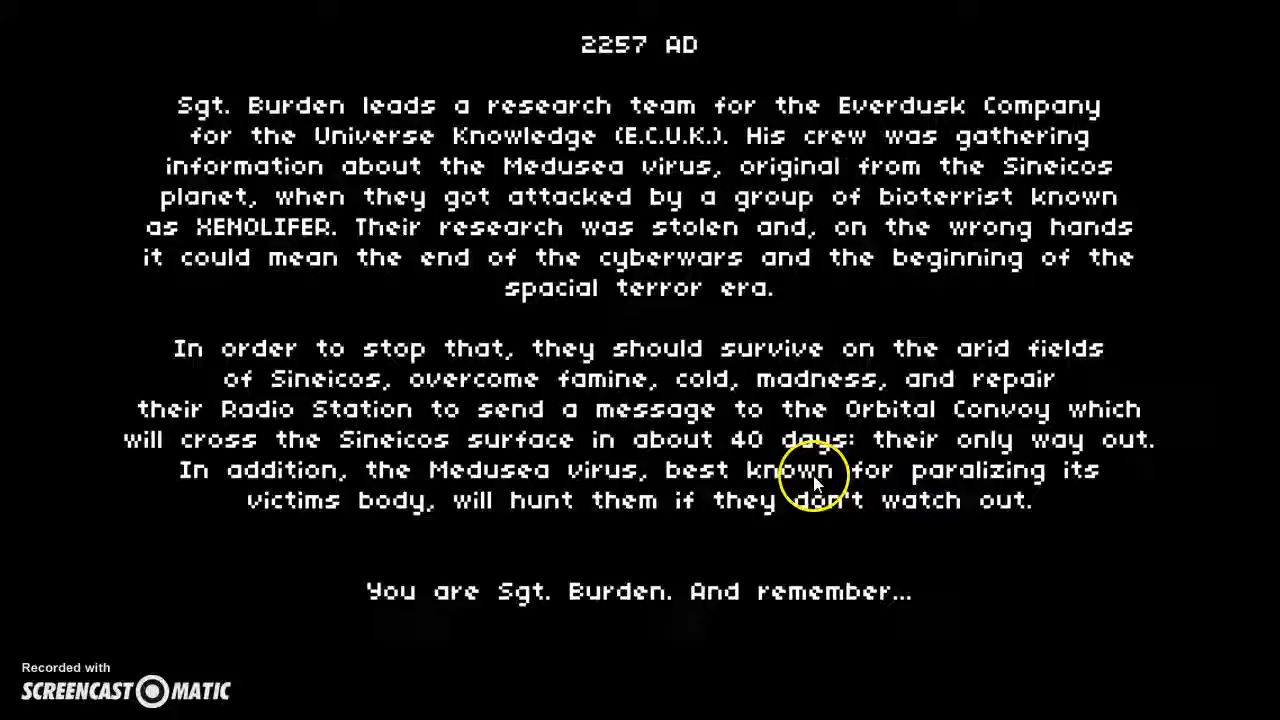 2257 AD
Sgt. Burden leads a research team for the Everdusk Company
for the Universe Knowledge (E.C.U.K.). His crew was gathering
information about the Medusea virus, original from the Sineicos
planet, when they got attacked by a group of bioterrist known
as XENOLIFER. Their research was stolen and, on the wrong hands
it could mean the end of the cyberwars and the beginning of the
spacial terror era.
In order to stop that, they should survive on the arid fields
of Sineicos, overcome famine, cold, madness, and repair
their Radio Station to send a message to the Orbital Convoy which
will cross the Sineicos surface in about 40 days: their only way out.
In addition, the Medusea virus, best known for paralizing its
victims body, will hunt them if they don't watch out.
You are Sgt. Burden. And remember...
Recorded with
SCREENCAST-O-MATIC